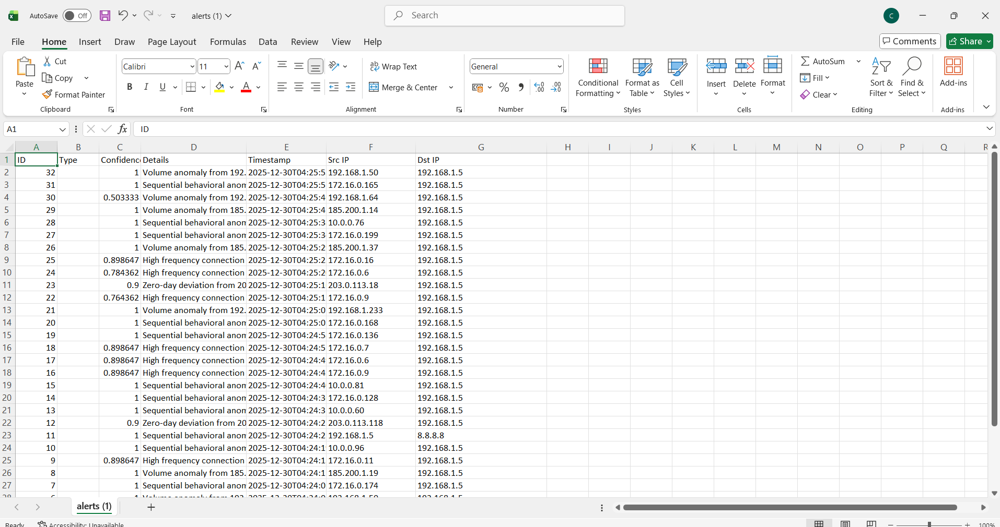 AutoSave Off alerts (1) Search C
File Home Insert Draw Page Layout Formulas Data Review View Help Comments Share
Paste Cut Copy Format Painter Clipboard
Calibri 11 B I U A Font
Wrap Text Merge & Center Alignment
General % Number
Conditional Formatting Format as Table Cell Styles Styles
Insert Delete Format Cells
AutoSum Fill Clear Sort & Filter Find & Select Editing
Add-ins Add-ins
A1 fx ID
A B C D E F G H I J K L M N O P Q R
1 ID Type Confidenc Details Timestamp Src IP Dst IP
2 32 1 Volume anomaly from 192. 2025-12-30T04:25:5 192.168.1.50 192.168.1.5
3 31 1 Sequential behavioral anom 2025-12-30T04:25:5 172.16.0.165 192.168.1.5
4 30 0.503333 Volume anomaly from 192. 2025-12-30T04:25:4 192.168.1.64 192.168.1.5
5 29 1 Volume anomaly from 185. 2025-12-30T04:25:4 185.200.1.14 192.168.1.5
6 28 1 Sequential behavioral anom 2025-12-30T04:25:3 10.0.0.76 192.168.1.5
7 27 1 Sequential behavioral anom 2025-12-30T04:25:3 172.16.0.199 192.168.1.5
8 26 1 Volume anomaly from 185. 2025-12-30T04:25:2 185.200.1.37 192.168.1.5
9 25 0.898647 High frequency connection 2025-12-30T04:25:2 172.16.0.16 192.168.1.5
10 24 0.784362 High frequency connection 2025-12-30T04:25:2 172.16.0.6 192.168.1.5
11 23 0.9 Zero-day deviation from 20 2025-12-30T04:25:1 203.0.113.18 192.168.1.5
12 22 0.764362 High frequency connection 2025-12-30T04:25:1 172.16.0.9 192.168.1.5
13 21 1 Volume anomaly from 192. 2025-12-30T04:25:0 192.168.1.233 192.168.1.5
14 20 1 Sequential behavioral anom 2025-12-30T04:25:0 172.16.0.168 192.168.1.5
15 19 1 Sequential behavioral anom 2025-12-30T04:24:5 172.16.0.136 192.168.1.5
16 18 0.898647 High frequency connection 2025-12-30T04:24:5 172.16.0.7 192.168.1.5
17 17 0.898647 High frequency connection 2025-12-30T04:24:4 172.16.0.6 192.168.1.5
18 16 0.898647 High frequency connection 2025-12-30T04:24:4 172.16.0.9 192.168.1.5
19 15 1 Sequential behavioral anom 2025-12-30T04:24:4 10.0.0.81 192.168.1.5
20 14 1 Sequential behavioral anom 2025-12-30T04:24:3 172.16.0.128 192.168.1.5
21 13 1 Sequential behavioral anom 2025-12-30T04:24:3 10.0.0.60 192.168.1.5
22 12 0.9 Zero-day deviation from 20 2025-12-30T04:24:2 203.0.113.118 192.168.1.5
23 11 1 Sequential behavioral anom 2025-12-30T04:24:2 192.168.1.5 8.8.8.8
24 10 1 Sequential behavioral anom 2025-12-30T04:24:1 10.0.0.96 192.168.1.5
25 9 0.898647 High frequency connection 2025-12-30T04:24:1 172.16.0.11 192.168.1.5
26 8 1 Volume anomaly from 185. 2025-12-30T04:24:1 185.200.1.19 192.168.1.5
27 7 1 Sequential behavioral anom 2025-12-30T04:24:0 172.16.0.174 192.168.1.5
alerts (1)
Ready Accessibility: Unavailable 100%